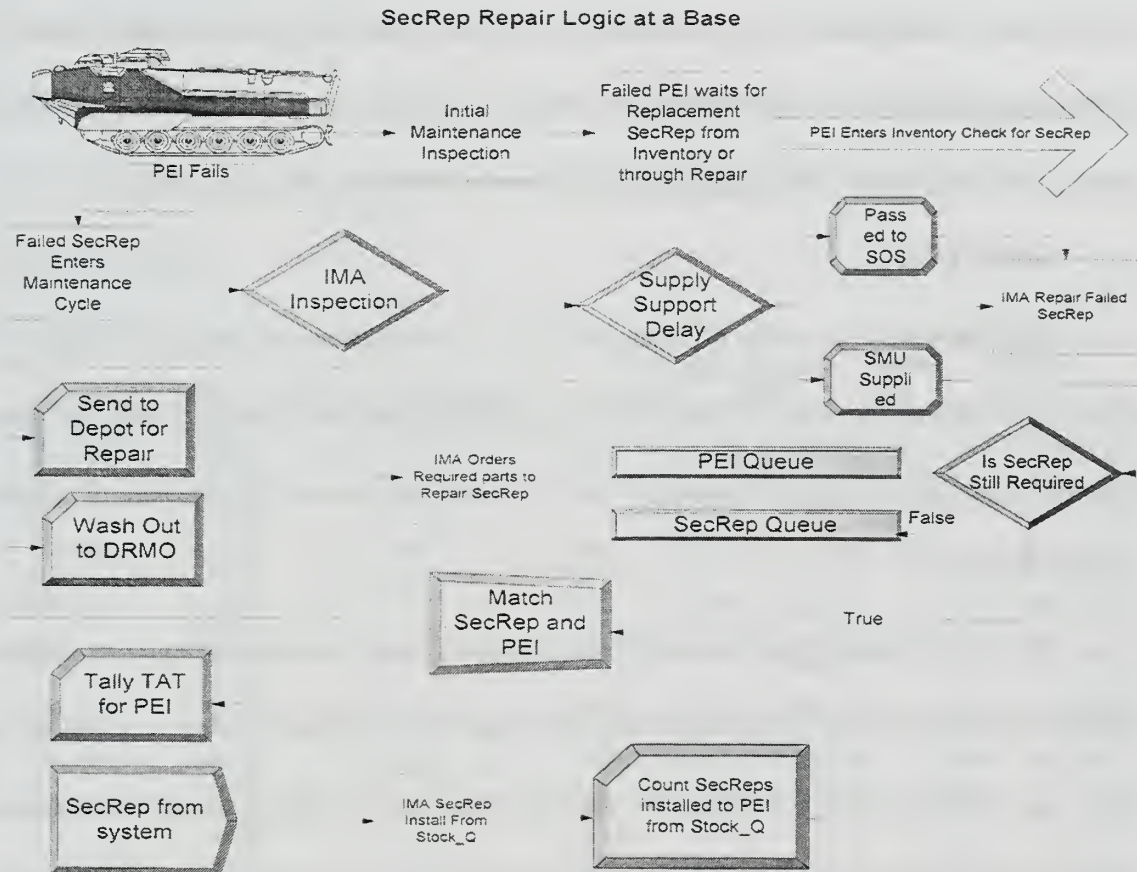 SecRep Repair Logic at a Base
PEI Fails
Initial
Maintenance
Inspection
Failed PEI waits for
Replacement
SecRep from
Inventory or
through Repair
PEI Enters Inventory Check for SecRep
Failed SecRep
Enters
Maintenance
Cycle
IMA
Inspection
Supply
Support
Delay
Pass
ed to
SOS
IMA Repair Failed
SecRep
SMU
Suppli
ed
Send to
Depot for
Repair
IMA Orders
Required parts to
Repair SecRep
PEI Queue
Is SecRep
Still Required
Wash Out
to DRMO
SecRep Queue
False
Match
SecRep and
PEI
True
Tally TAT
for PEI
SecRep from
system
IMA SecRep
Install From
Stock_Q
Count SecReps
installed to PEI
from Stock_Q